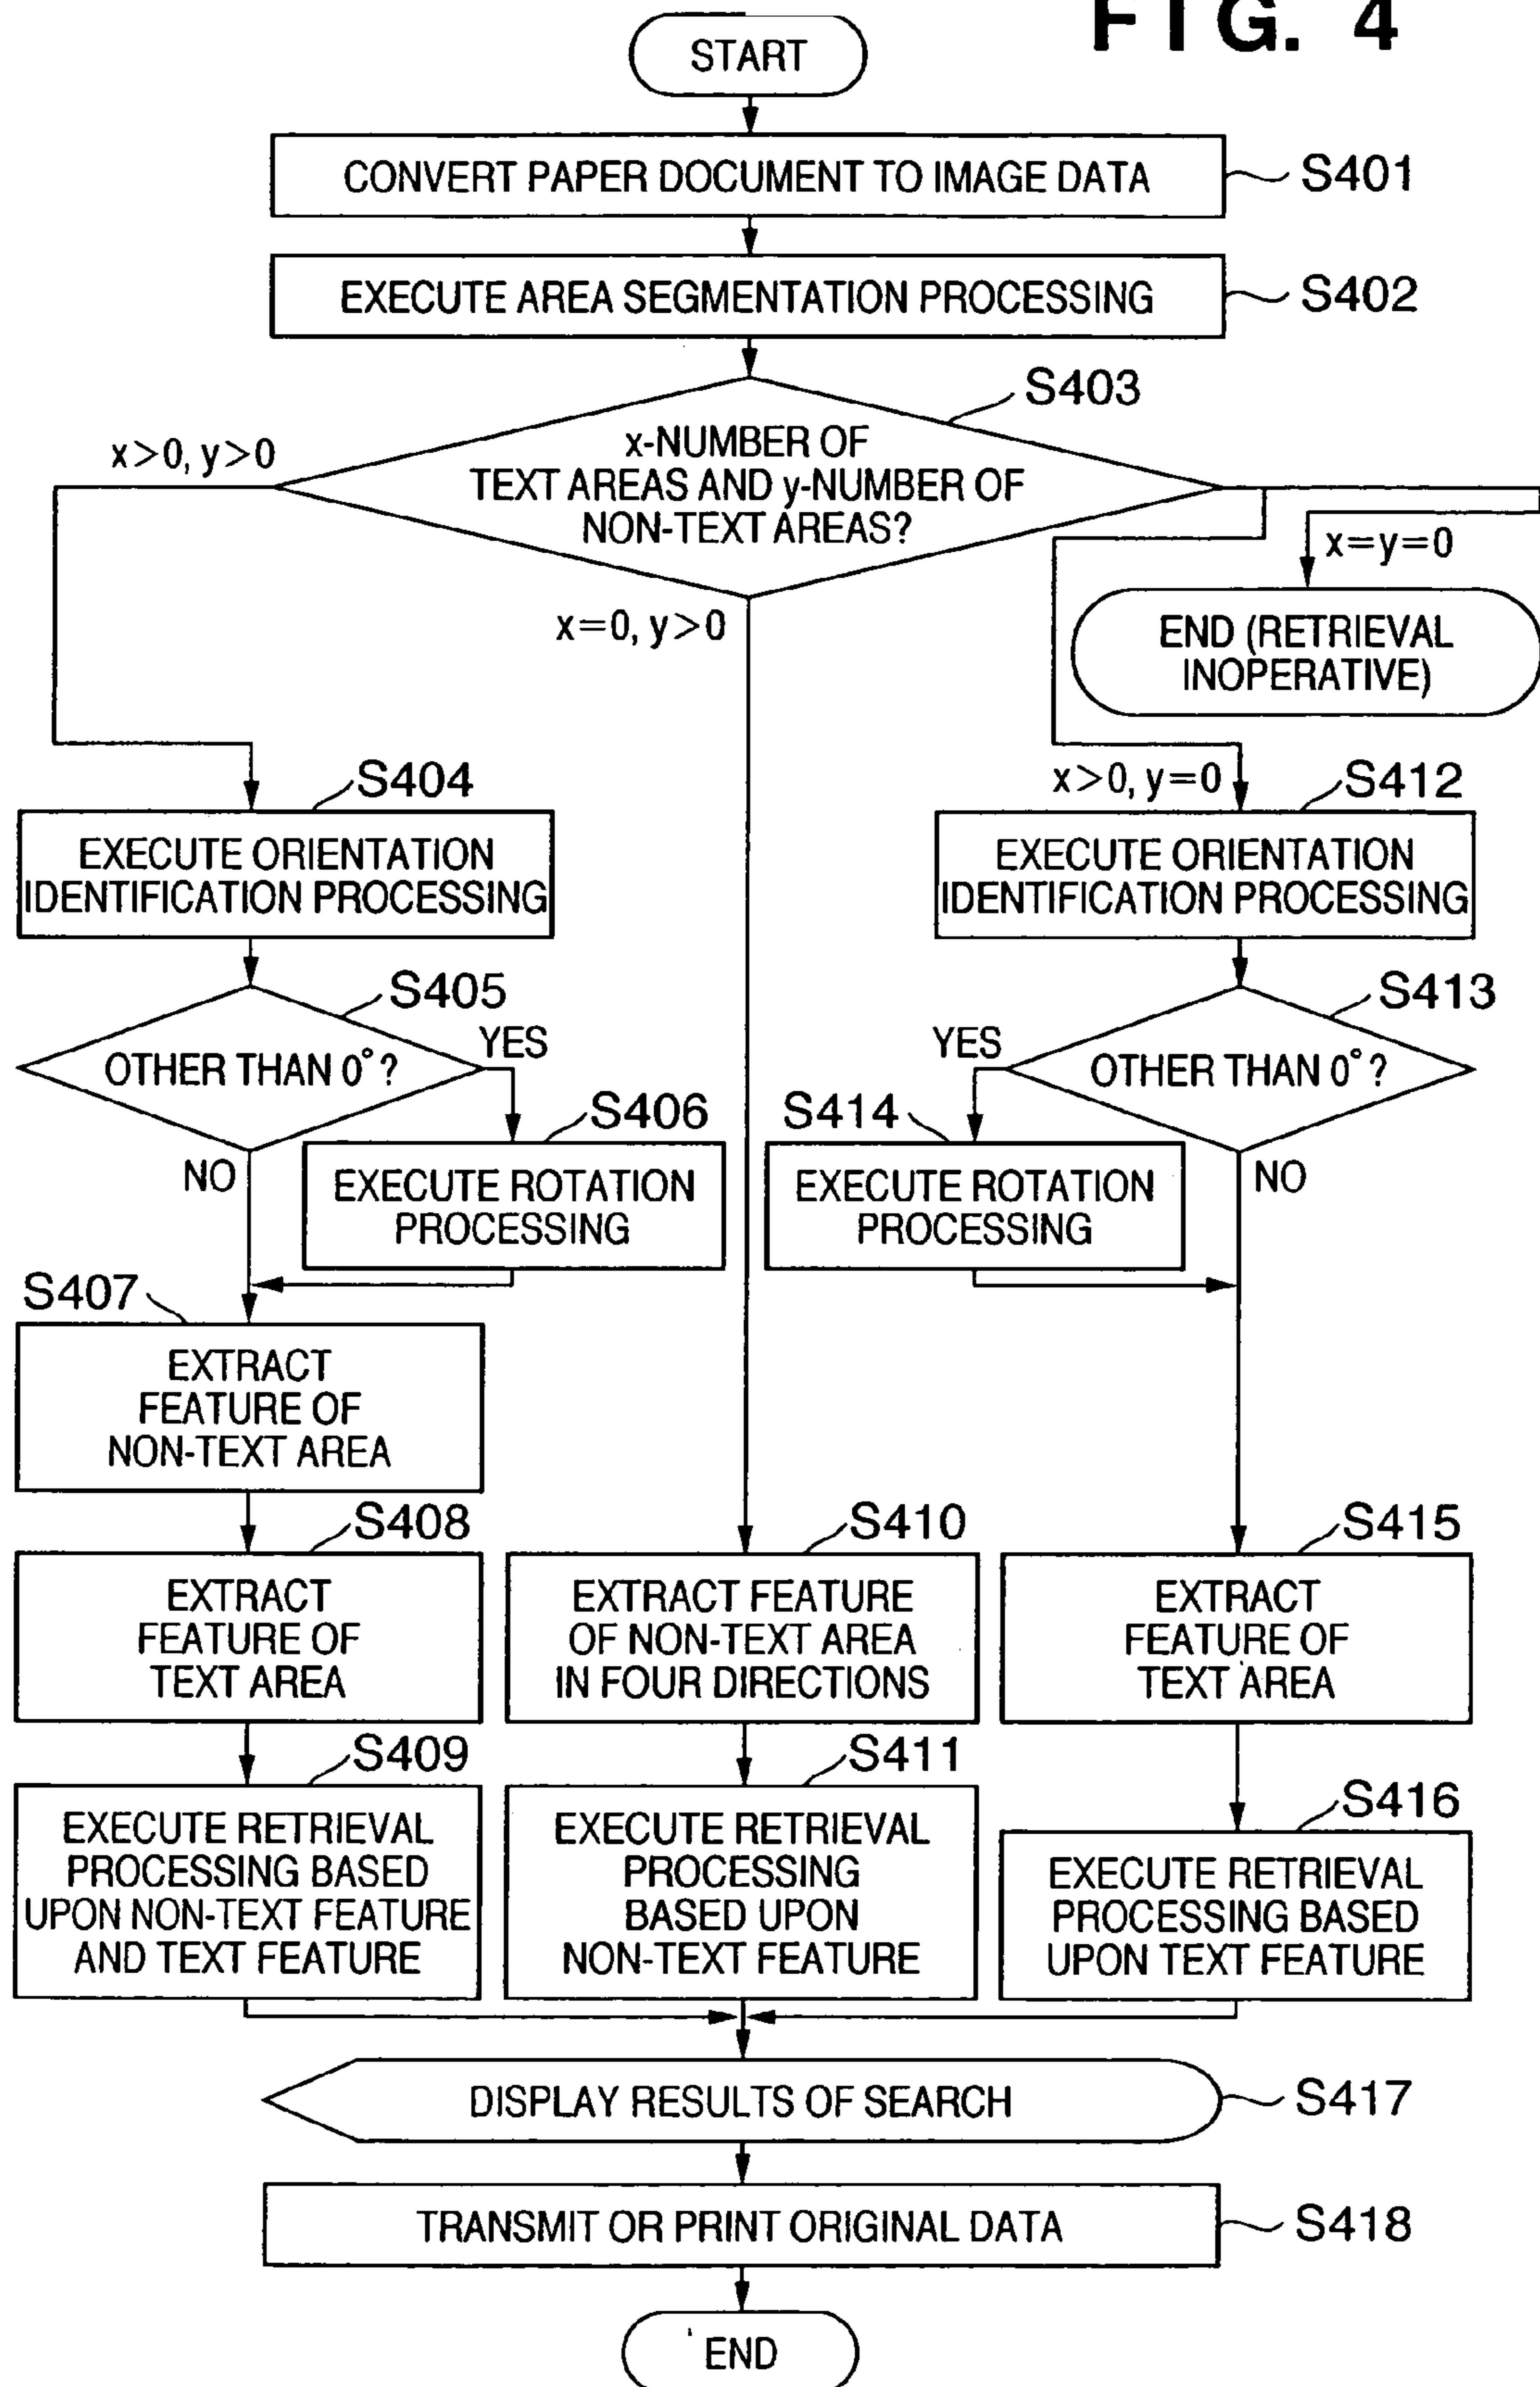 FIG. 4
START
CONVERT PAPER DOCUMENT TO IMAGE DATA
S401
EXECUTE AREA SEGMENTATION PROCESSING
S402
S403
x-NUMBER OF
TEXT AREAS AND y-NUMBER OF
NON-TEXT AREAS?
x>0, y>0
x=0, y>0
x=y=0
END (RETRIEVAL
INOPERATIVE)
x>0, y=0
S404
EXECUTE ORIENTATION
IDENTIFICATION PROCESSING
S412
EXECUTE ORIENTATION
IDENTIFICATION PROCESSING
S405
OTHER THAN 0°?
YES
NO
S413
OTHER THAN 0°?
YES
NO
S406
EXECUTE ROTATION
PROCESSING
S414
EXECUTE ROTATION
PROCESSING
S407
EXTRACT
FEATURE OF
NON-TEXT AREA
S408
EXTRACT
FEATURE OF
TEXT AREA
S410
EXTRACT FEATURE
OF NON-TEXT AREA
IN FOUR DIRECTIONS
S415
EXTRACT
FEATURE OF
TEXT AREA
S409
EXECUTE RETRIEVAL
PROCESSING BASED
UPON NON-TEXT FEATURE
AND TEXT FEATURE
S411
EXECUTE RETRIEVAL
PROCESSING
BASED UPON
NON-TEXT FEATURE
S416
EXECUTE RETRIEVAL
PROCESSING BASED
UPON TEXT FEATURE
DISPLAY RESULTS OF SEARCH
S417
TRANSMIT OR PRINT ORIGINAL DATA
S418
END